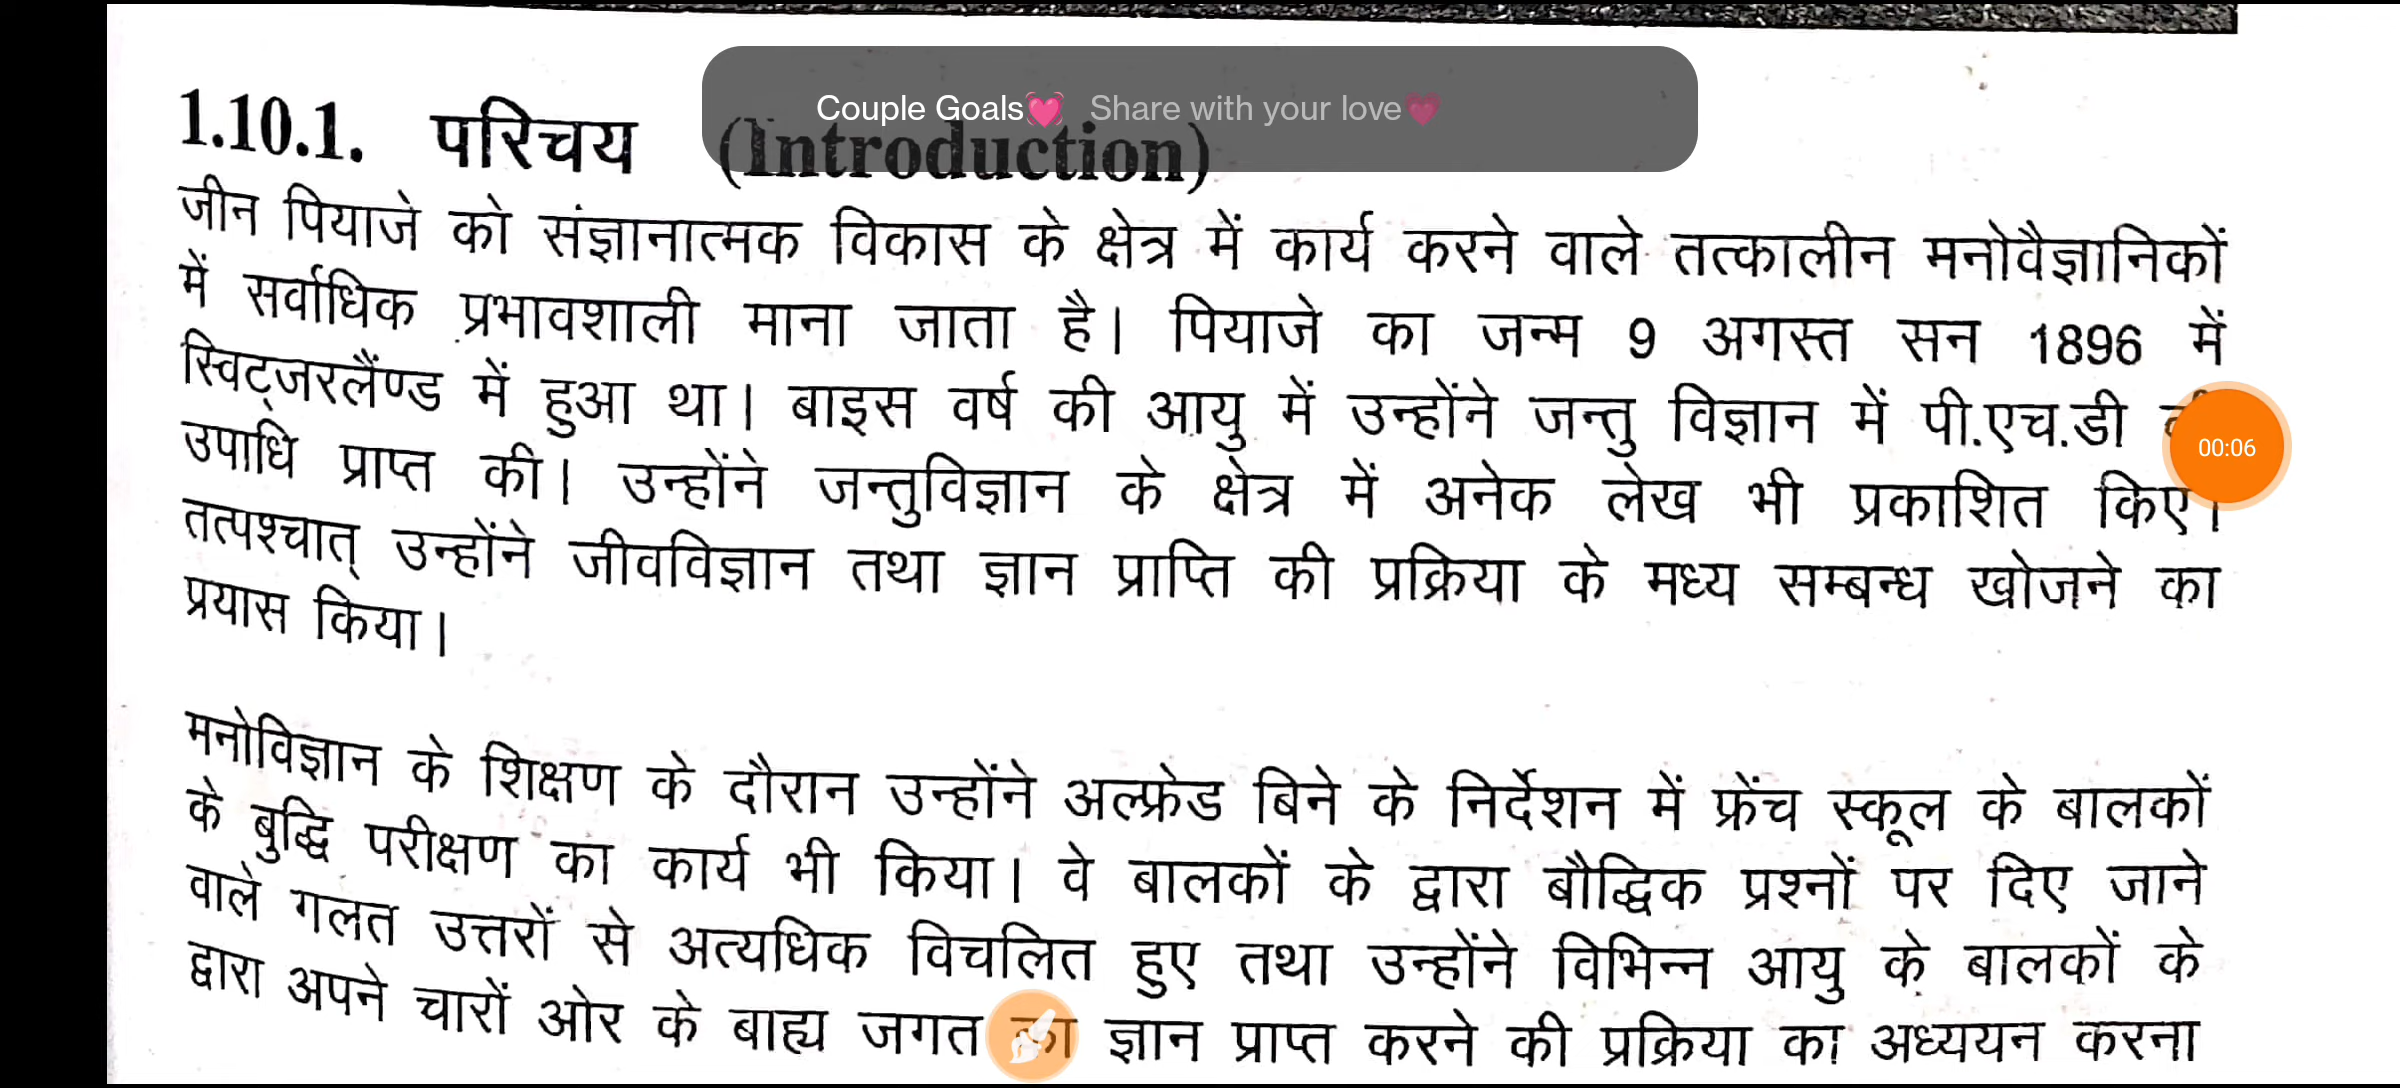 Couple Goals💓 Share with your love💗
1.10.1. परिचय (Introduction)
जीन पियाजे को संज्ञानात्मक विकास के क्षेत्र में कार्य करने वाले तत्कालीन मनोवैज्ञानिकों
में सर्वाधिक प्रभावशाली माना जाता है। पियाजे का जन्म 9 अगस्त सन 1896 में
स्विट्जरलैंण्ड में हुआ था। बाइस वर्ष की आयु में उन्होंने जन्तु विज्ञान में पी.एच.डी
00:06
उपाधि प्राप्त की। उन्होंने जन्तुविज्ञान के क्षेत्र में अनेक लेख भी प्रकाशित किए।
तत्पश्चात् उन्होंने जीवविज्ञान तथा ज्ञान प्राप्ति की प्रक्रिया के मध्य सम्बन्ध खोजने का
प्रयास किया।
मनोविज्ञान के शिक्षण के दौरान उन्होंने अल्फ्रेड बिने के निर्देशन में फ्रेंच स्कूल के बालकों
के बुद्धि परीक्षण का कार्य भी किया। वे बालकों के द्वारा बौद्धिक प्रश्नों पर दिए जाने
वाले गलत उत्तरों से अत्यधिक विचलित हुए तथा उन्होंने विभिन्न आयु के बालकों के
द्वारा अपने चारों ओर के बाह्य जगत का ज्ञान प्राप्त करने की प्रक्रिया का अध्ययन करना